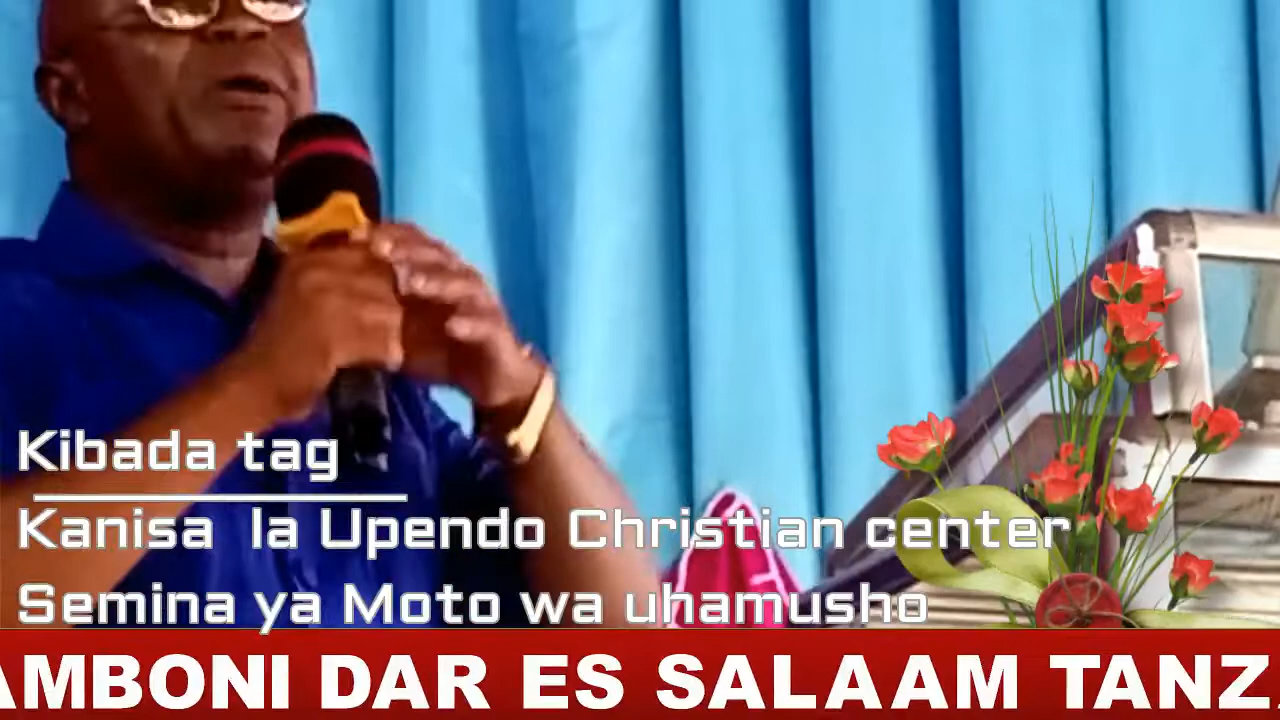 Kibada tag
Kanisa la Upendo Christian center
Semina ya Moto wa uhamusho
AMBONI DAR ES SALAAM TANZ